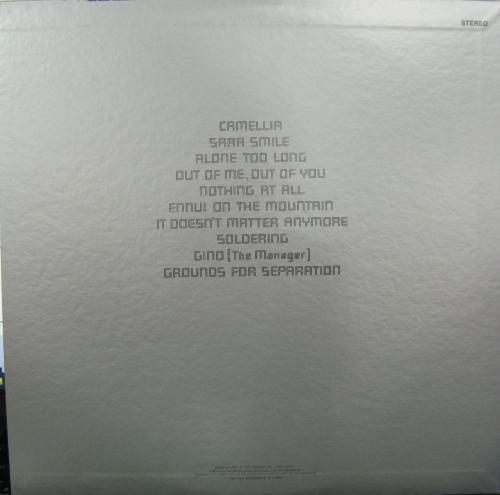 STEREO
CAMELLIA
SARA SMILE
ALONE TOO LONG
OUT OF ME, OUT OF YOU
NOTHING AT ALL
ENNUI ON THE MOUNTAIN
IT DOESN'T MATTER ANYMORE
SOLDERING
GINO [The Manager]
GROUNDS FOR SEPARATION